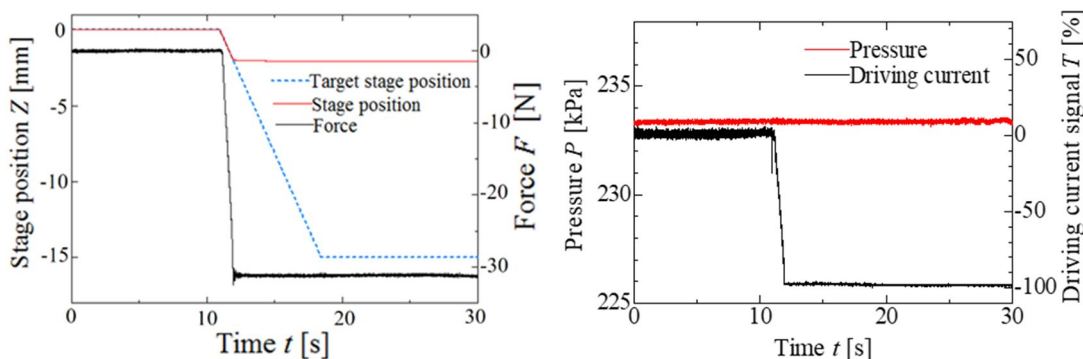 Stage position Z [mm]
0
-5
-10
-15
Target stage position
Stage position
Force
0
-10
-20
-30
Force F [N]
0
10
20
30
Time t [s]
Pressure P [kPa]
235
230
225
Pressure
Driving current
50
0
-50
-100
Driving current signal T [%]
0
10
20
30
Time t [s]